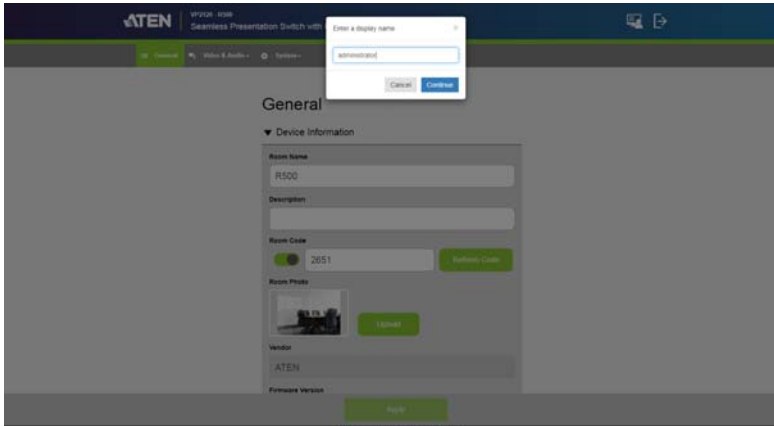 ATEN
VP2120 R500
Seamless Presentation Switch with
Enter a display name
×
administrator
Cancel
Continue
General
Video & Audio
System
General
Device Information
Room Name
R500
Description
Room Code
2651
Refresh Code
Room Photo
Upload
Vendor
ATEN
Firmware Version
Apply